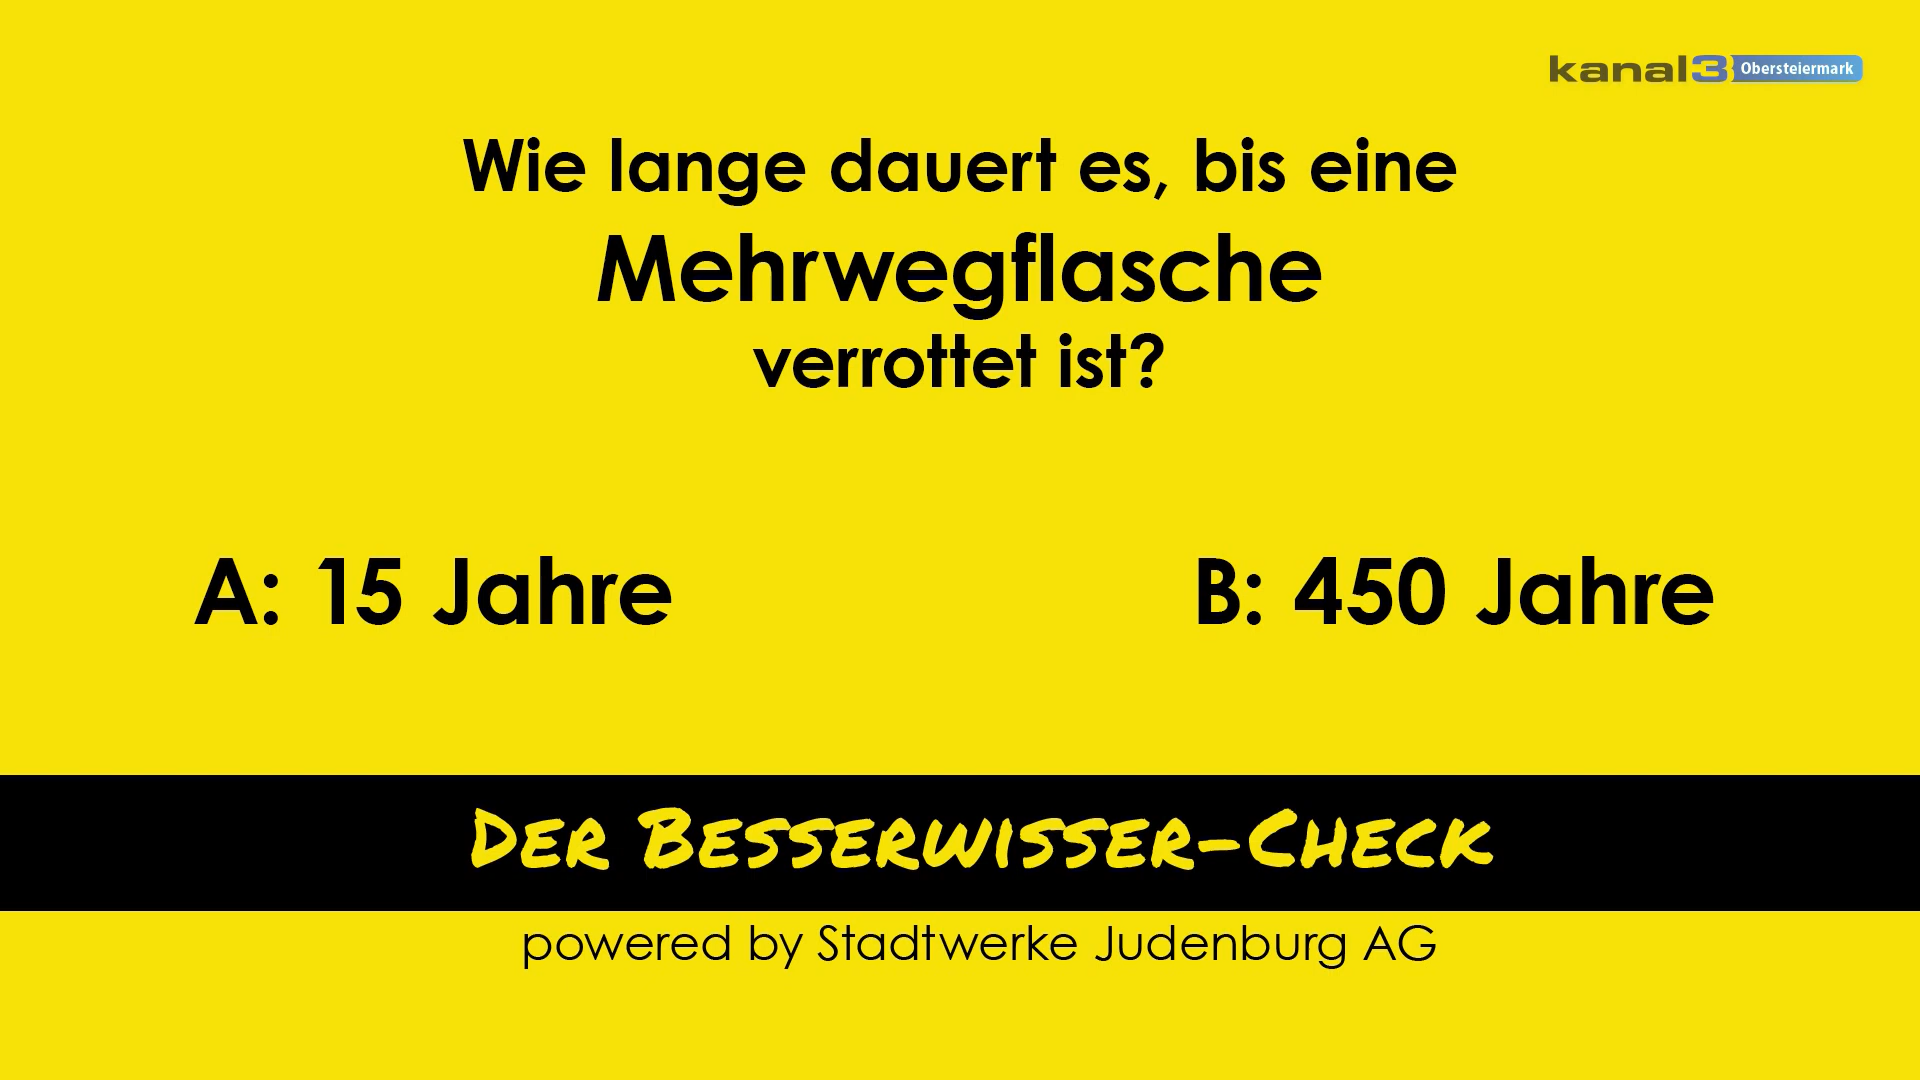 kanal3 Obersteiermark
Wie lange dauert es, bis eine
Mehrwegflasche
verrottet ist?
A: 15 Jahre
B: 450 Jahre
Der Besserwisser-Check
powered by Stadtwerke Judenburg AG